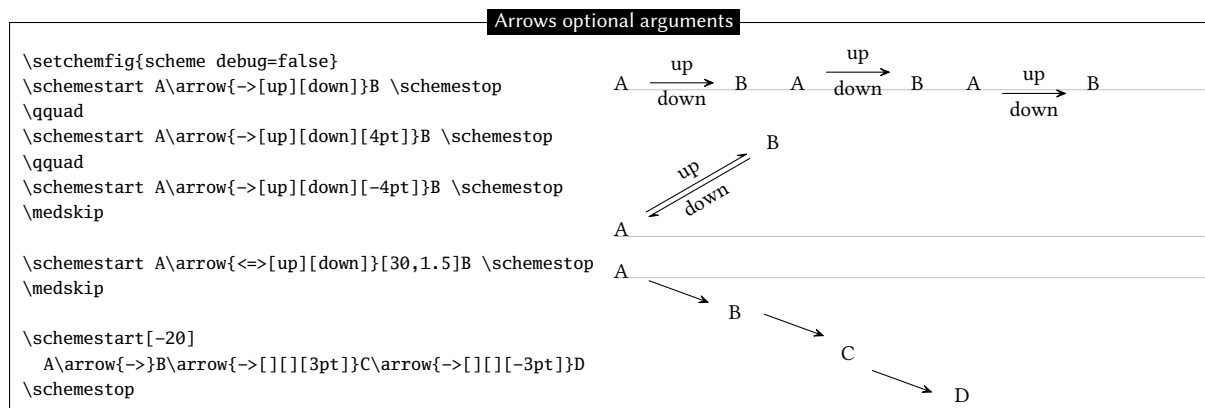 Arrows optional arguments
\setchemfig{scheme debug=false}
\schemestart A\arrow{->[up][down]}B \schemestop
\qquad
\schemestart A\arrow{->[up][down][4pt]}B \schemestop
\qquad
\schemestart A\arrow{->[up][down][-4pt]}B \schemestop
\medskip
\schemestart A\arrow{<=>[up][down]}[30,1.5]B \schemestop
\medskip
\schemestart[-20]
A\arrow{->}B\arrow{->[][][3pt]}C\arrow{->[][][-3pt]}D
\schemestop
up up up
A B A B A B
down down down
B
up
down
A
A
B
C
D